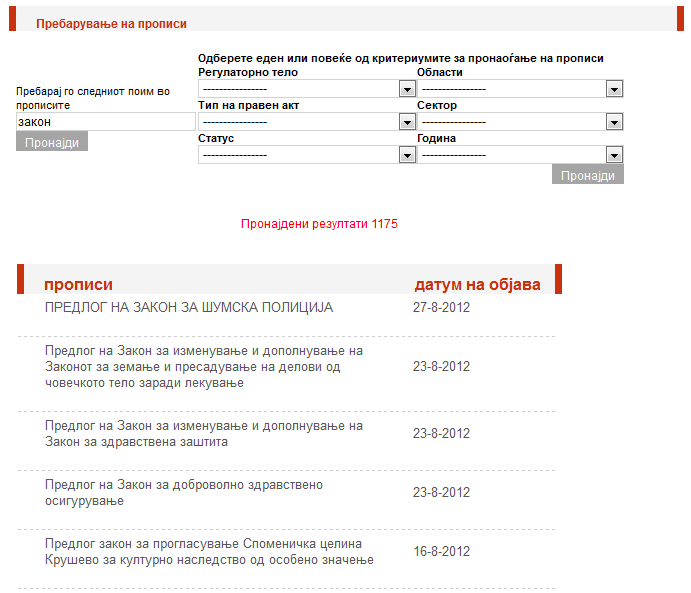 Пребарување на прописи
Одберете еден или повеќе од критериумите за пронаоѓање на прописи
Пребарај го следниот поим во
прописите
закон
Пронајди
Регулаторно тело
Области
----------------
----------------
Тип на правен акт
Сектор
----------------
----------------
Статус
Година
----------------
----------------
Пронајди
Пронајдени резултати 1175
прописи
датум на објава
ПРЕДЛОГ НА ЗАКОН ЗА ШУМСКА ПОЛИЦИЈА
27-8-2012
Предлог на Закон за изменување и дополнување на
Законот за земање и пресадување на делови од
човечкото тело заради лекување
23-8-2012
Предлог на Закон за изменување и дополнување на
Закон за здравствена заштита
23-8-2012
Предлог на Закон за доброволно здравствено
осигурување
23-8-2012
Предлог закон за прогласување Споменичка целина
Крушево за културно наследство од особено значење
16-8-2012